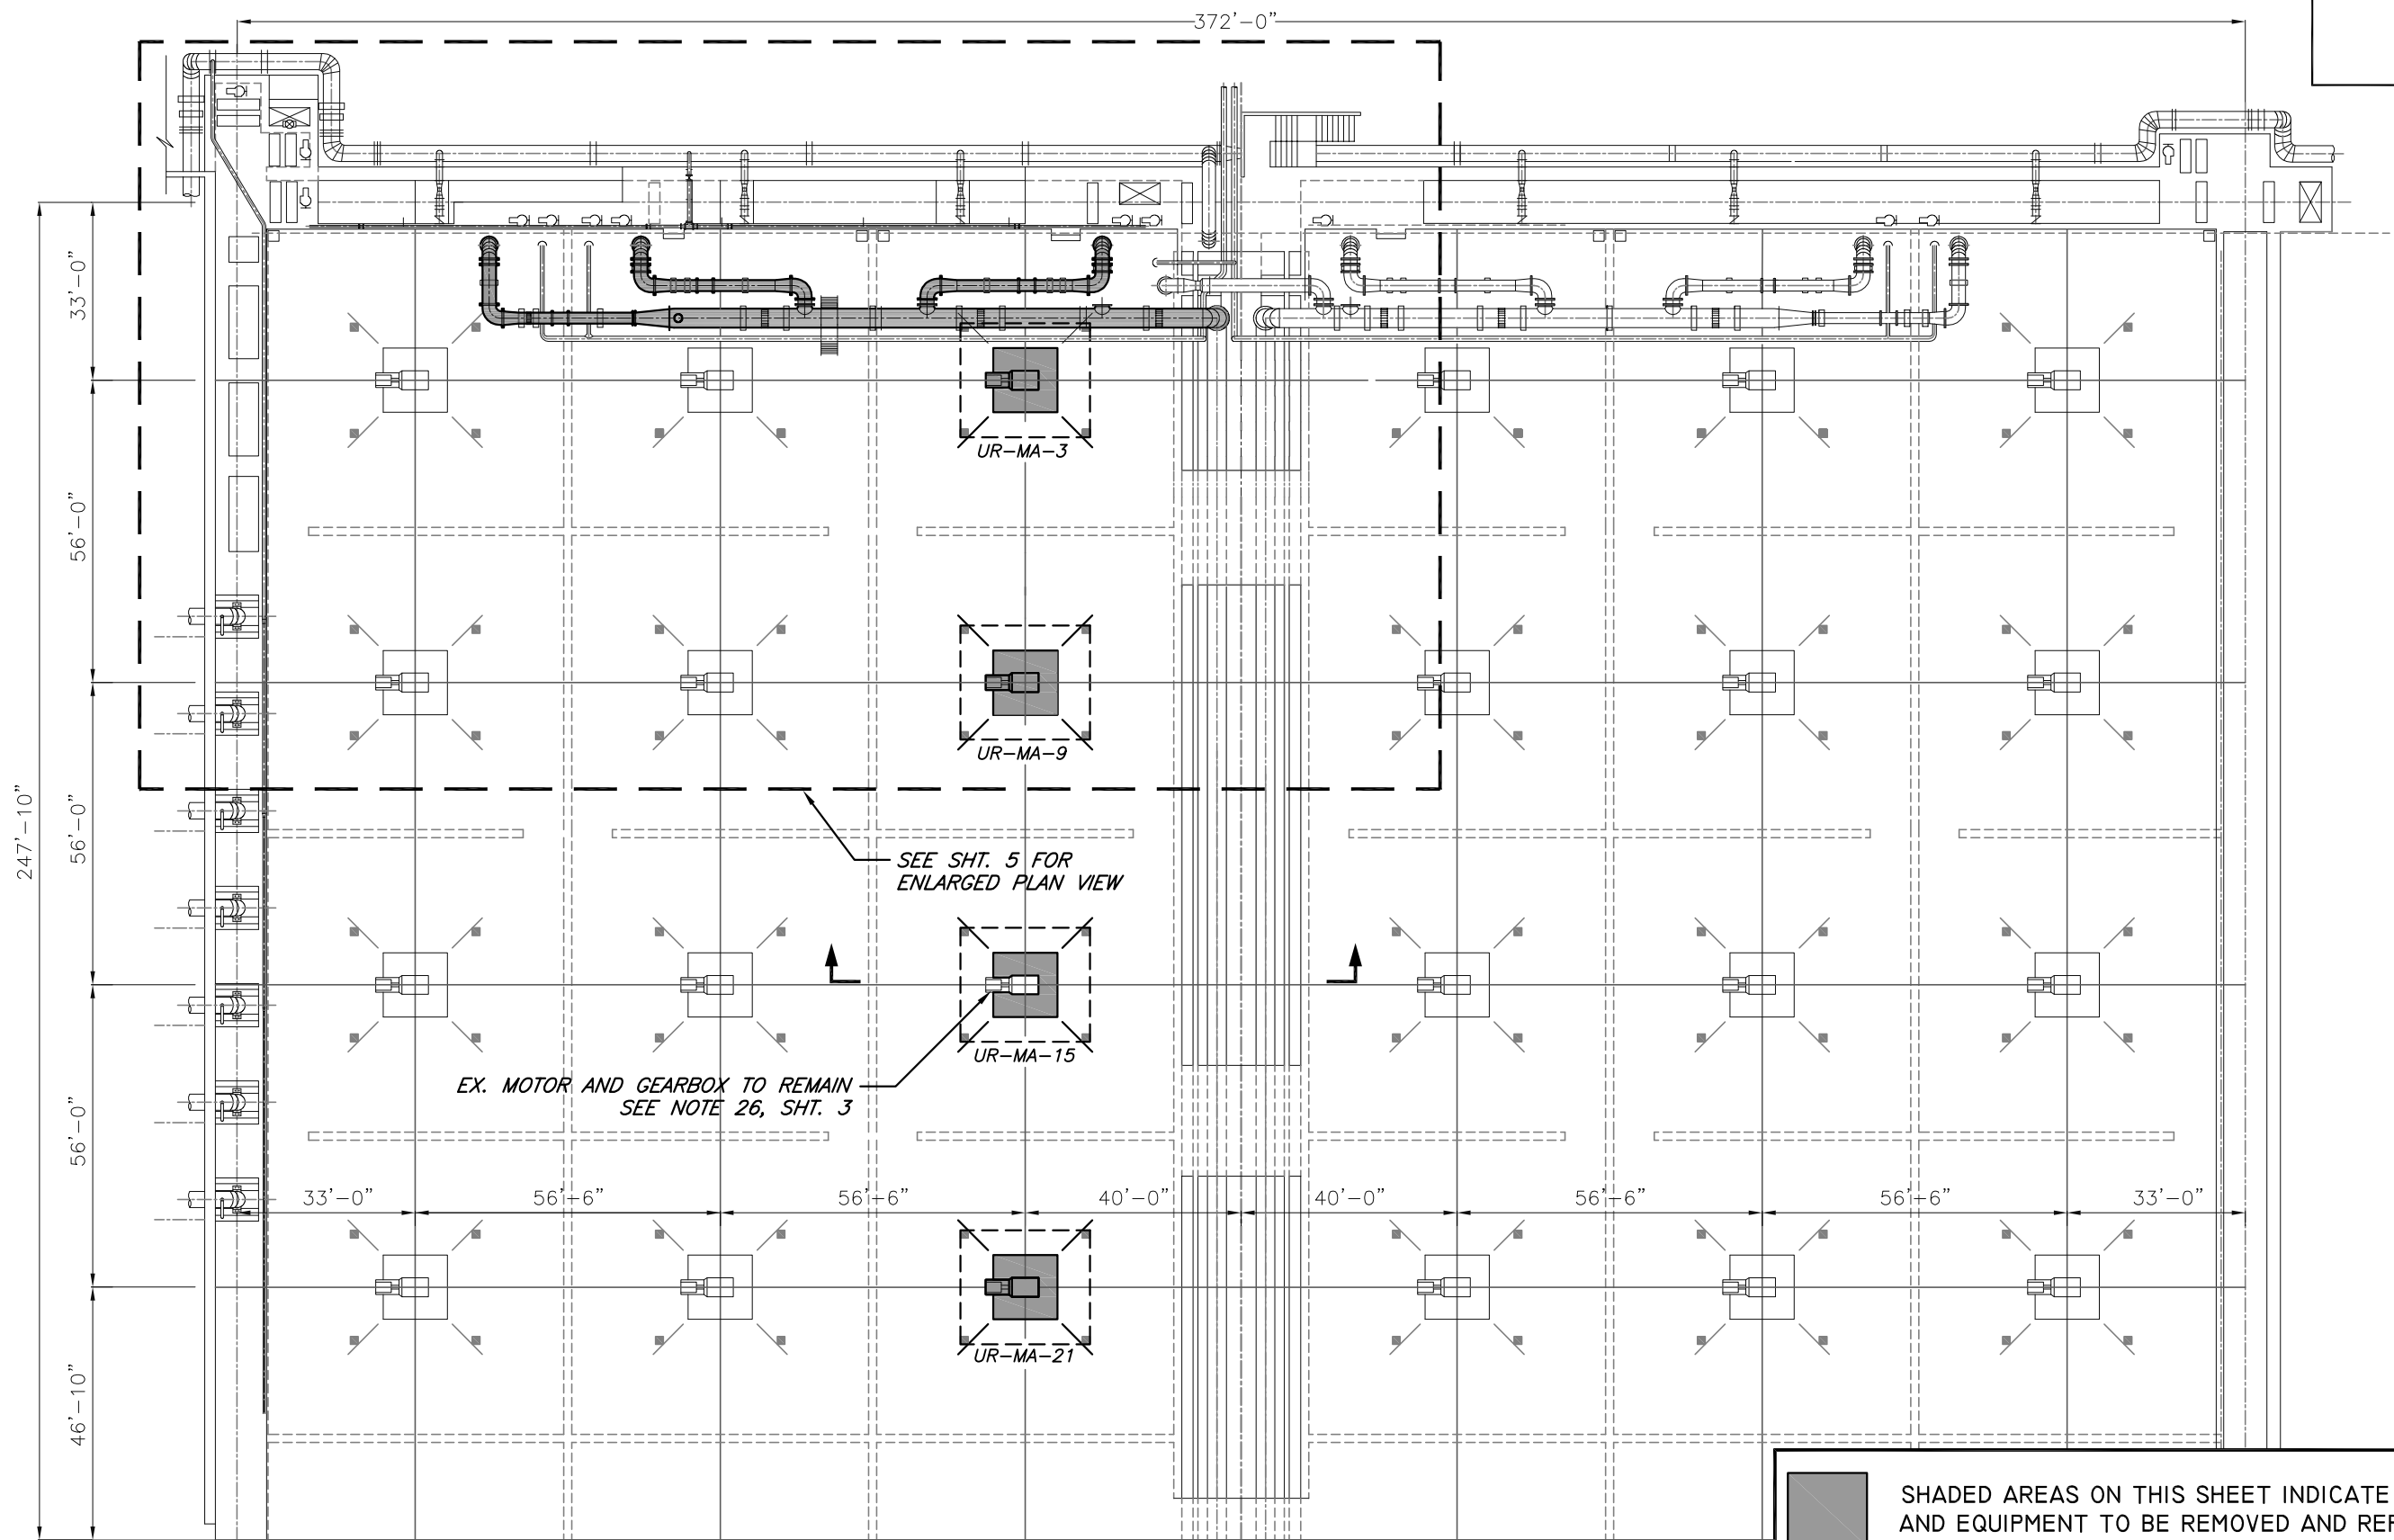 372'-0"
33'-0"
56'-0"
247'-10"
56'-0"
56'-0"
46'-10"
UR-MA-3
UR-MA-9
SEE SHT. 5 FOR
ENLARGED PLAN VIEW
UR-MA-15
EX. MOTOR AND GEARBOX TO REMAIN
SEE NOTE 26, SHT. 3
33'-0" 56'-6" 56'-6" 40'-0" 40'-0" 56'-6" 56'-6" 33'-0"
UR-MA-21
SHADED AREAS ON THIS SHEET INDICATE
AND EQUIPMENT TO BE REMOVED AND